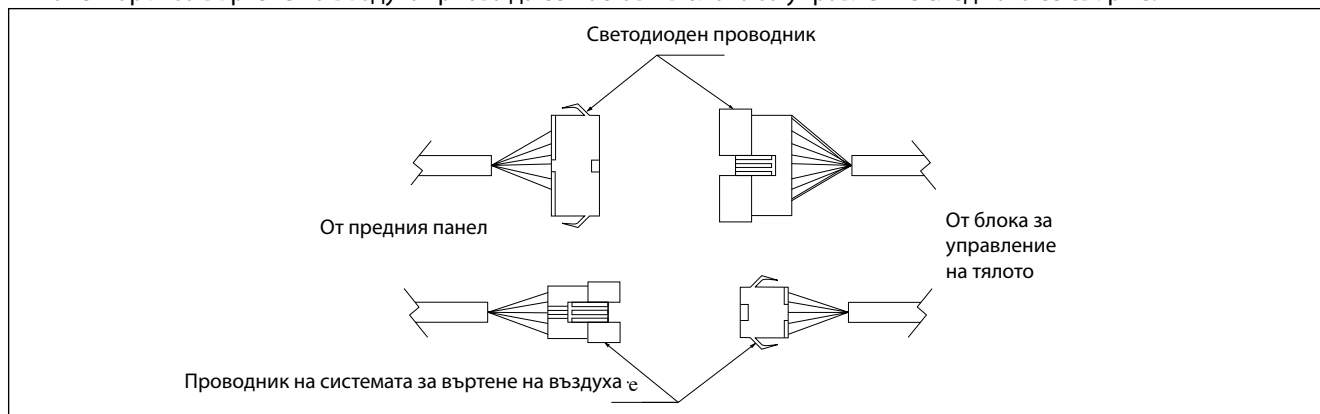 Светодиоден проводник
От предния панел
От блока за
управление
на тялото
Проводник на системата за въртене на въздуха